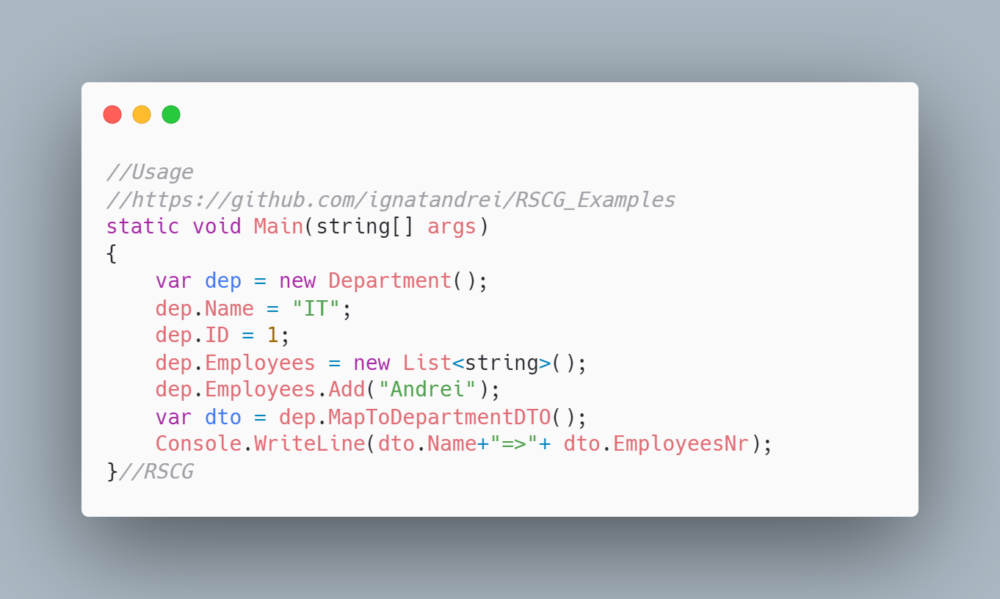 //Usage
//https://github.com/ignatandrei/RSCG_Examples
static void Main(string[] args)
{
    var dep = new Department();
    dep.Name = "IT";
    dep.ID = 1;
    dep.Employees = new List<string>();
    dep.Employees.Add("Andrei");
    var dto = dep.MapToDepartmentDTO();
    Console.WriteLine(dto.Name+"=>"+ dto.EmployeesNr);
}//RSCG